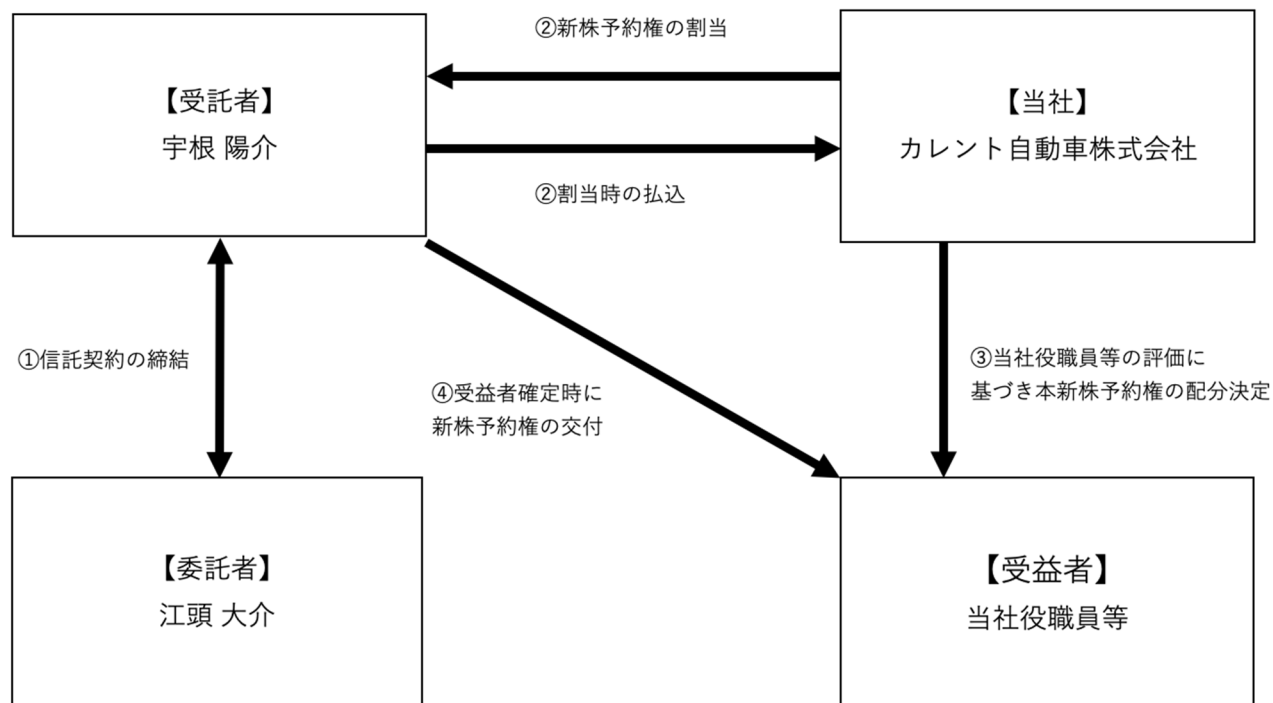 ②新株予約権の割当
【受託者】
宇根 陽介
【当社】
カレント自動車株式会社
②割当時の払込
①信託契約の締結
③当社役職員等の評価に
基づき本新株予約権の配分決定
④受益者確定時に
新株予約権の交付
【委託者】
江頭 大介
【受益者】
当社役職員等